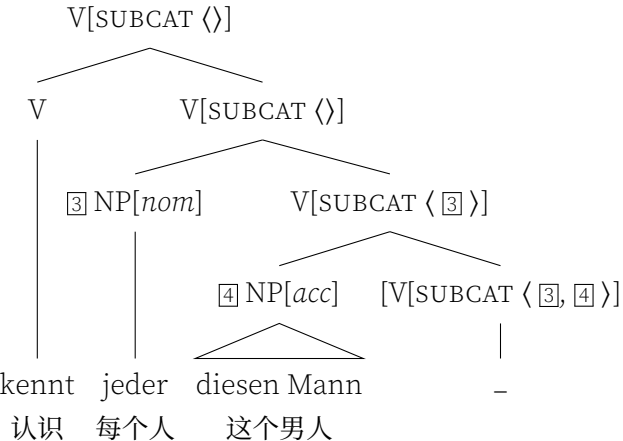 V[SUBCAT ⟨⟩]
V V[SUBCAT ⟨⟩]
3 NP[nom] V[SUBCAT ⟨ 3 ⟩]
4 NP[acc] [V[SUBCAT ⟨ 3, 4 ⟩]
kennt jeder diesen Mann _
认识 每个人 这个男人